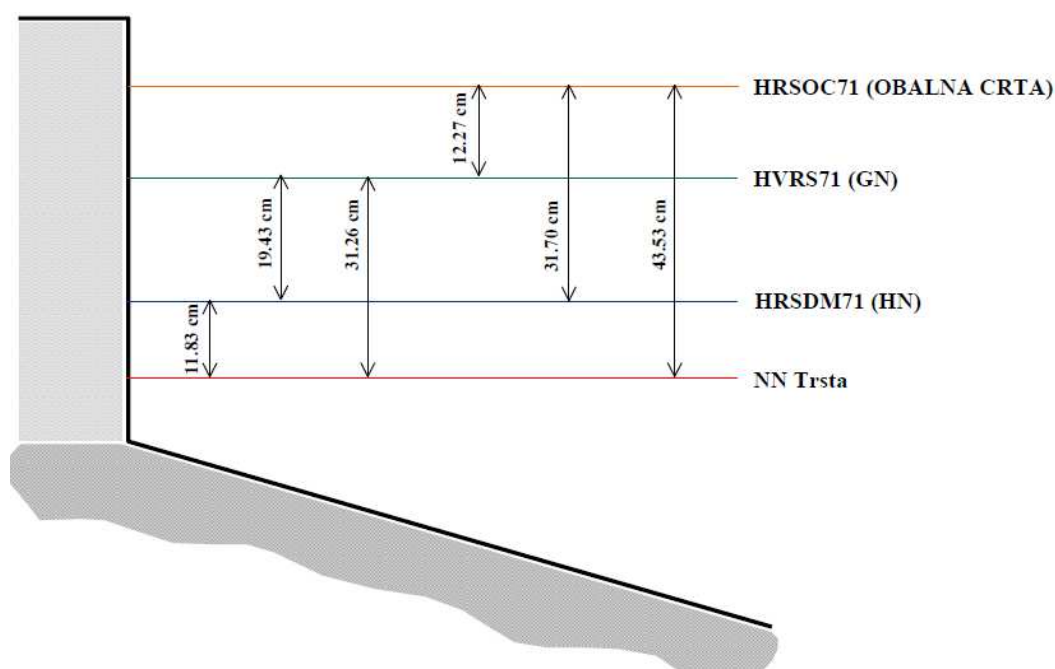 HRSOC71 (OBALNA CRTA)
12.27 cm
HVRS71 (GN)
19.43 cm
31.26 cm
31.70 cm
43.53 cm
HRSDM71 (HN)
11.83 cm
NN Trsta